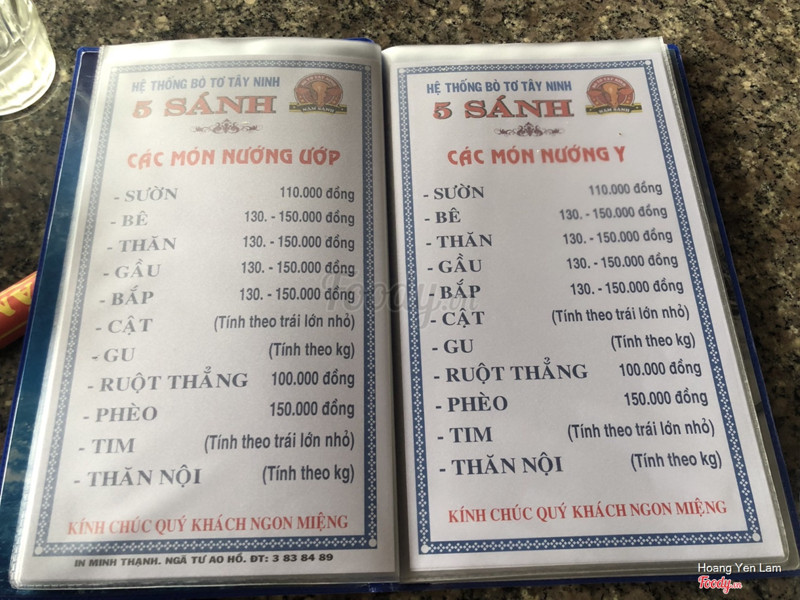 HỆ THỐNG BÒ TƠ TÂY NINH
5 SÁNH
NĂM SÁNH
CÁC MÓN NƯỚNG ƯỚP
- SƯỜN 110.000 đồng
- BÊ 130. - 150.000 đồng
- THĂN 130. - 150.000 đồng
- GẦU 130. - 150.000 đồng
- BẮP 130. - 150.000 đồng
- CẬT (Tính theo trái lớn nhỏ)
- GU (Tính theo kg)
- RUỘT THẲNG 100.000 đồng
- PHÈO 150.000 đồng
- TIM (Tính theo trái lớn nhỏ)
- THĂN NỘI (Tính theo kg)
KÍNH CHÚC QUÝ KHÁCH NGON MIỆNG
IN MINH THẠNH. NGÃ TƯ AO HỒ. ĐT: 3 83 84 89
HỆ THỐNG BÒ TƠ TÂY NINH
5 SÁNH
NĂM SÁNH
CÁC MÓN NƯỚNG Y
- SƯỜN 110.000 đồng
- BÊ 130. - 150.000 đồng
- THĂN 130. - 150.000 đồng
- GẦU 130. - 150.000 đồng
- BẮP 130. - 150.000 đồng
- CẬT (Tính theo trái lớn nhỏ)
- GU (Tính theo kg)
- RUỘT THẲNG 100.000 đồng
- PHÈO 150.000 đồng
- TIM (Tính theo trái lớn nhỏ)
- THĂN NỘI (Tính theo kg)
KÍNH CHÚC QUÝ KHÁCH NGON MIỆNG
Foody.vn
Hoang Yen Lam
Foody.vn